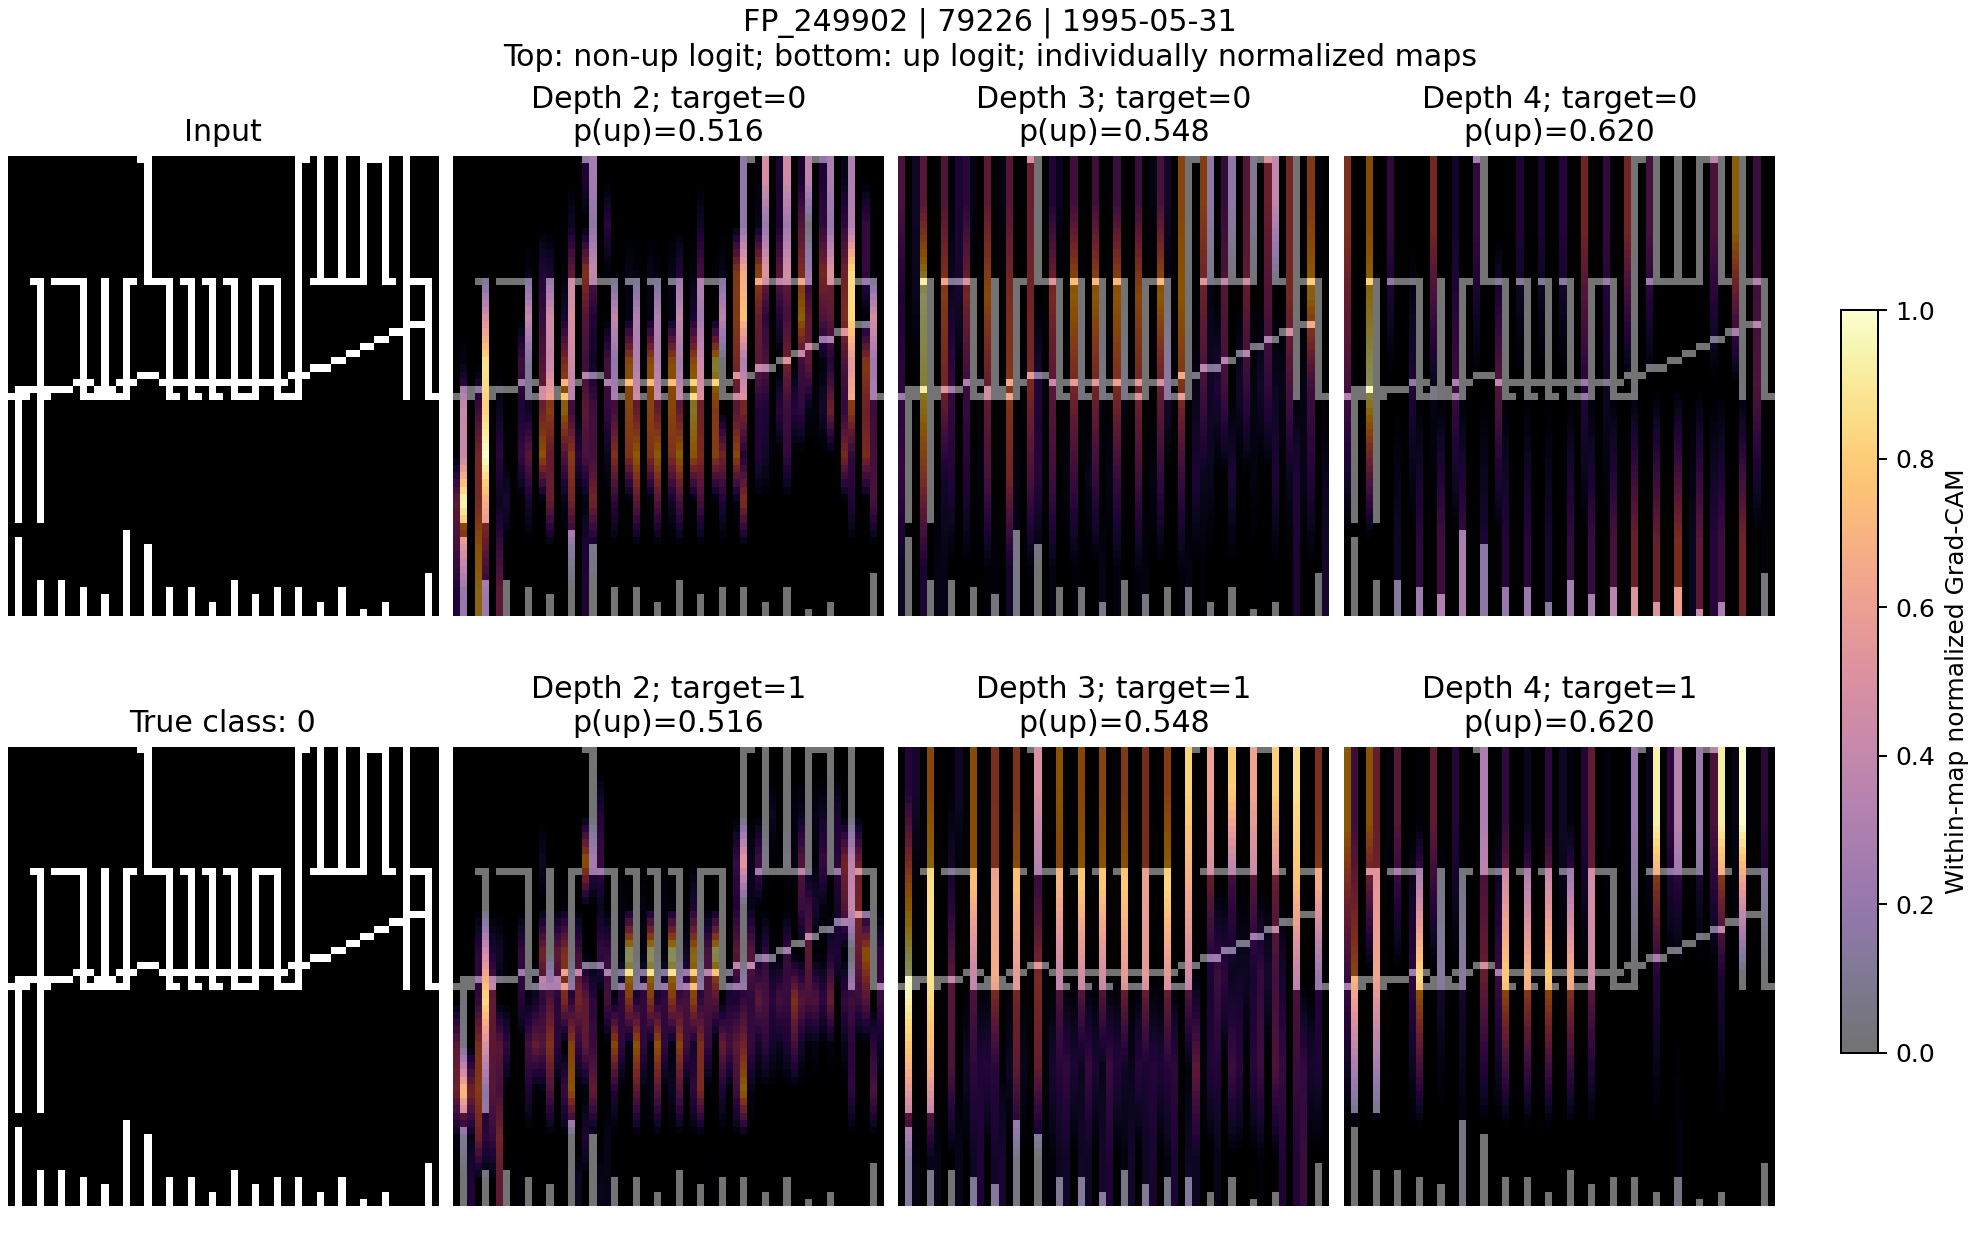 FP_249902 | 79226 | 1995-05-31
Top: non-up logit; bottom: up logit; individually normalized maps
Input
Depth 2; target=0
p(up)=0.516
Depth 3; target=0
p(up)=0.548
Depth 4; target=0
p(up)=0.620
True class: 0
Depth 2; target=1
p(up)=0.516
Depth 3; target=1
p(up)=0.548
Depth 4; target=1
p(up)=0.620
1.0
0.8
0.6
0.4
0.2
0.0
Within-map normalized Grad-CAM